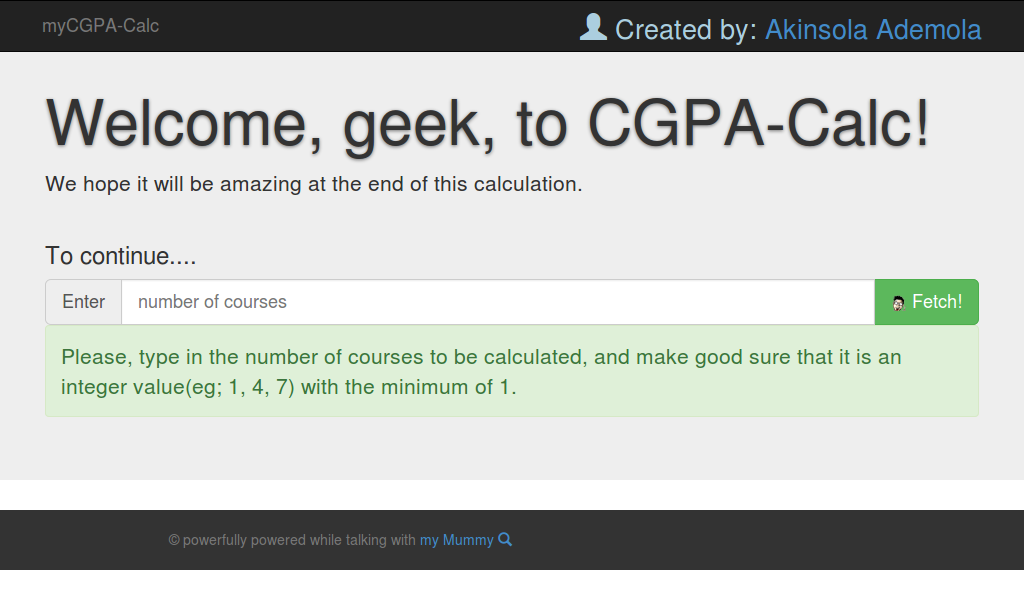 myCGPA-Calc
Created by: Akinsola Ademola
Welcome, geek, to CGPA-Calc!
We hope it will be amazing at the end of this calculation.
To continue....
Enter number of courses Fetch!
Please, type in the number of courses to be calculated, and make good sure that it is an
integer value(eg; 1, 4, 7) with the minimum of 1.
© powerfully powered while talking with my Mummy